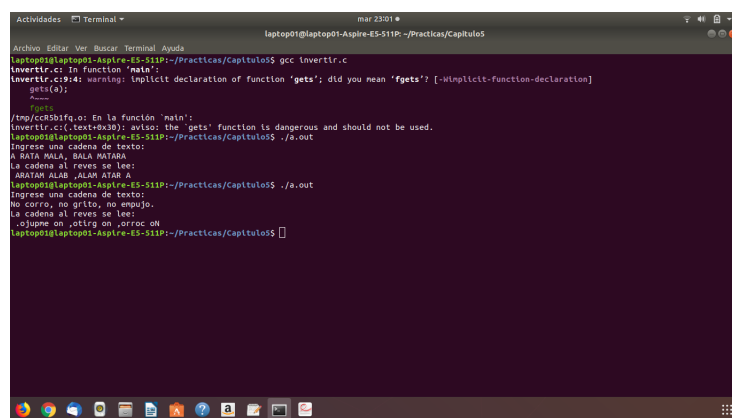 Actividades Terminal mar 23:01
laptop01@laptop01-Aspire-E5-511P: ~/Practicas/Capitulo5
Archivo Editar Ver Buscar Terminal Ayuda
laptop01@laptop01-Aspire-E5-511P:~/Practicas/Capitulo5$ gcc invertir.c
invertir.c: In function ‘main’:
invertir.c:9:4: warning: implicit declaration of function ‘gets’; did you mean ‘fgets’? [-Wimplicit-function-declaration]
gets(a);
^~~~
fgets
/tmp/ccR5b1fq.o: En la función `main':
invertir.c:(.text+0x30): aviso: the `gets' function is dangerous and should not be used.
laptop01@laptop01-Aspire-E5-511P:~/Practicas/Capitulo5$ ./a.out
Ingrese una cadena de texto:
A RATA MALA, BALA MATARA
La cadena al reves se lee:
ARATAM ALAB ,ALAM ATAR A
laptop01@laptop01-Aspire-E5-511P:~/Practicas/Capitulo5$ ./a.out
Ingrese una cadena de texto:
No corro, no grito, no empujo.
La cadena al reves se lee:
.ojupme on ,otirg on ,orroc oN
laptop01@laptop01-Aspire-E5-511P:~/Practicas/Capitulo5$